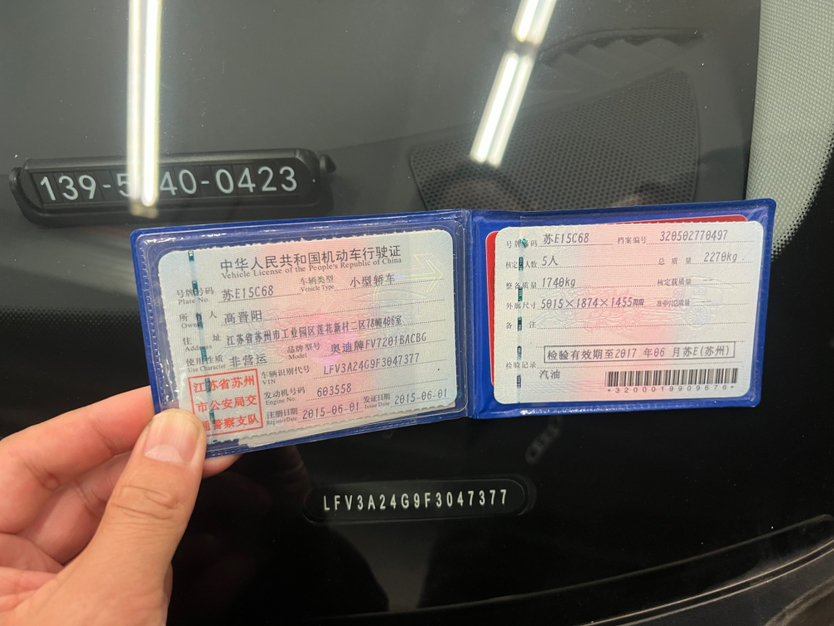 139-5 40-0423
中华人民共和国机动车行驶证
Vehicle License of the People's Republic of China
号牌号码 苏E15C68 车辆类型 小型轿车
Plate No. Vehicle Type
所有人 高晋阳
Owner
住址 江苏省苏州市工业园区莲花新村二区78幢406室
使用性质 非营运 品牌型号 奥迪牌FV7201BACBG
Use Character Model
江苏省苏州
市公安局交
警察支队
车辆识别代号 LFV3A24G9F3047377
VIN
发动机号码 603558
Engine No.
注册日期 2015-06-01 发证日期 2015-06-01
Register Date Issue Date
号牌号码 苏E15C68 档案编号 320502770497
核定载人数 5人 总质量 2270kg
整备质量 1740kg 核定载质量 --
外廓尺寸 5015×1874×1455mm 准牵引总质量 --
备注
检验有效期至2017年06月苏E(苏州)
检验记录
汽油
*3200019909676*
LFV3A24G9F3047377